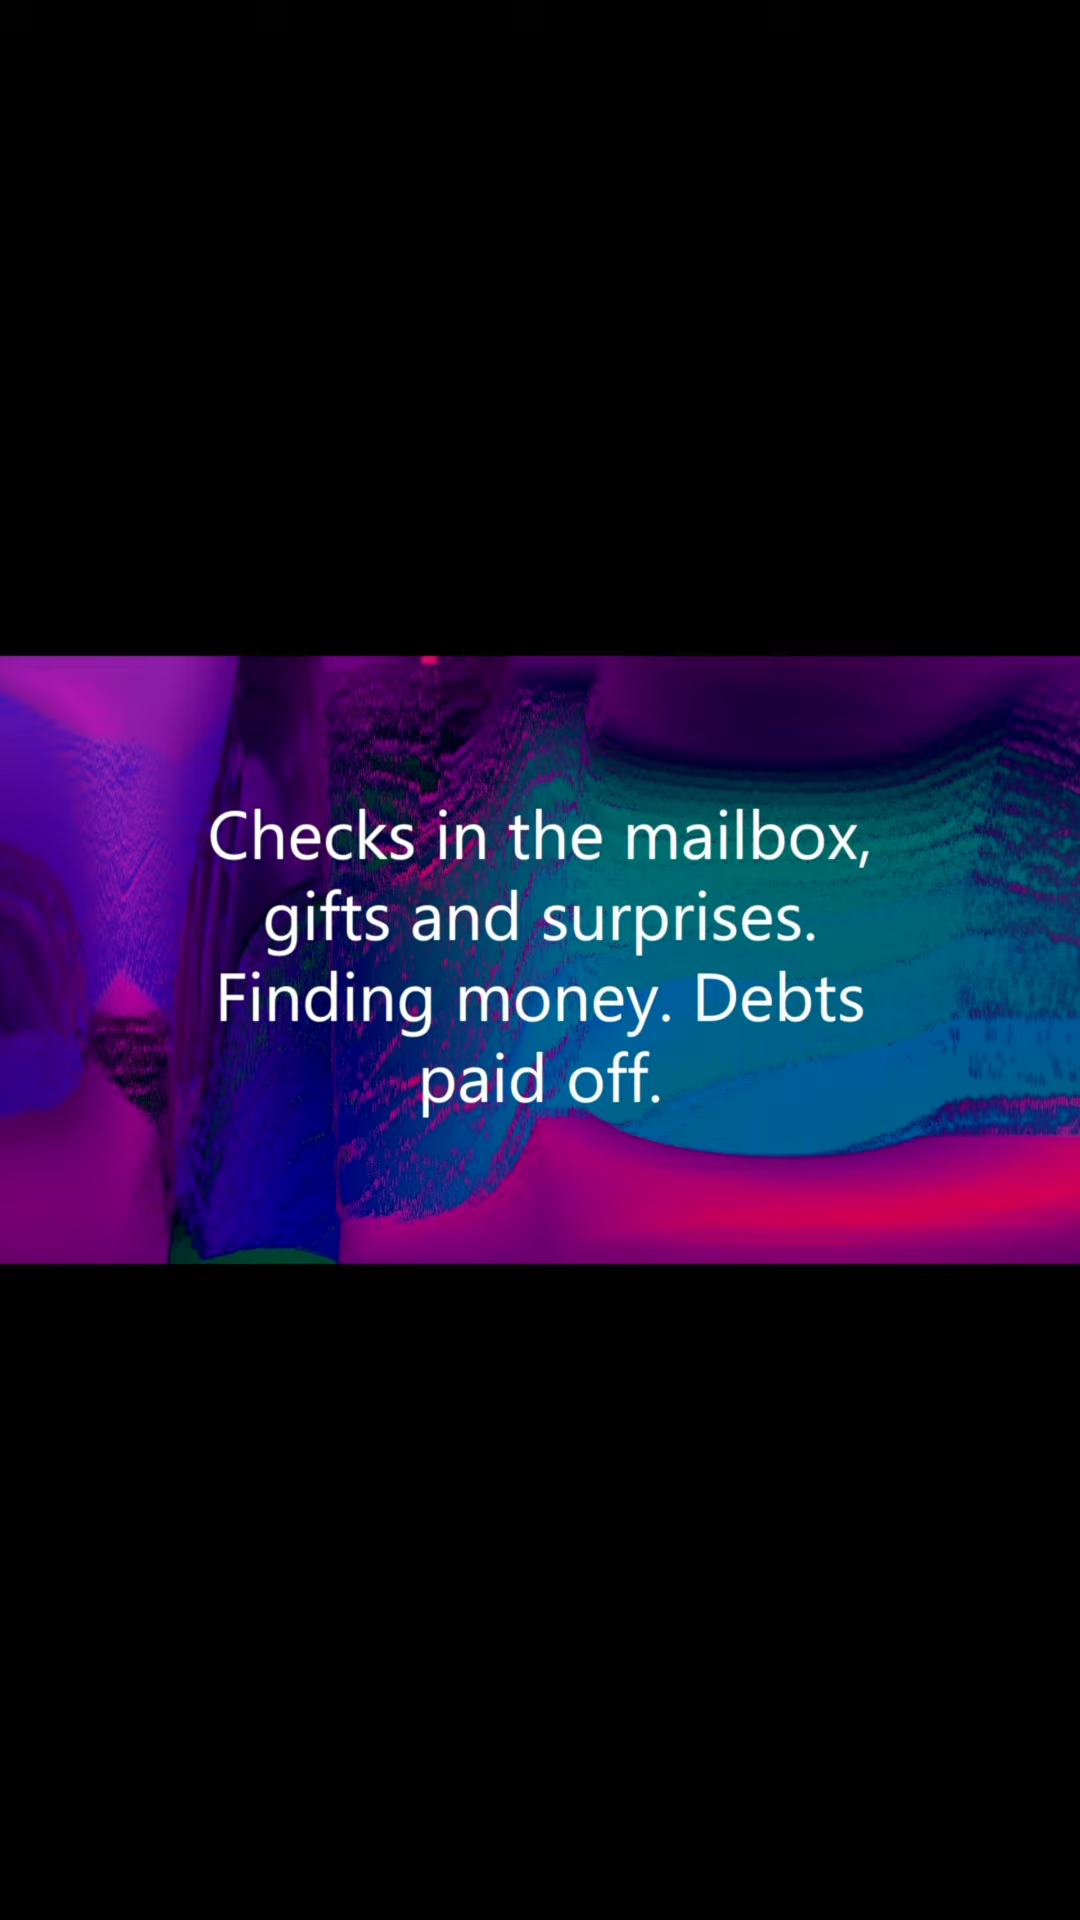 Checks in the mailbox,
gifts and surprises.
Finding money. Debts
paid off.